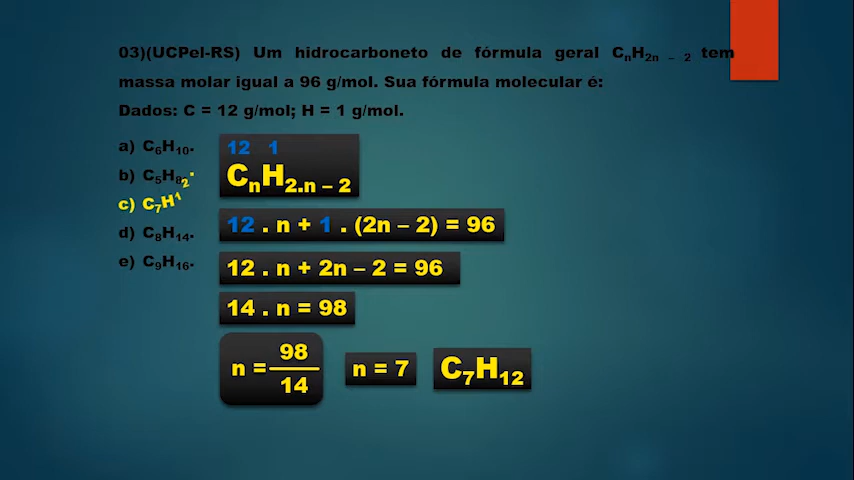 03)(UCPel-RS) Um hidrocarboneto de fórmula geral CₙH₂ₙ ₋ ₂ tem
massa molar igual a 96 g/mol. Sua fórmula molecular é:
Dados: C = 12 g/mol; H = 1 g/mol.
a) C₆H₁₀.
b) C₅H₈.
c) C₇H₁₂.
d) C₈H₁₄.
e) C₉H₁₆.
12 1
CₙH₂.ₙ ₋ ₂
12 . n + 1 . (2n – 2) = 96
12 . n + 2n – 2 = 96
14 . n = 98
n = 98
14
n = 7
C₇H₁₂